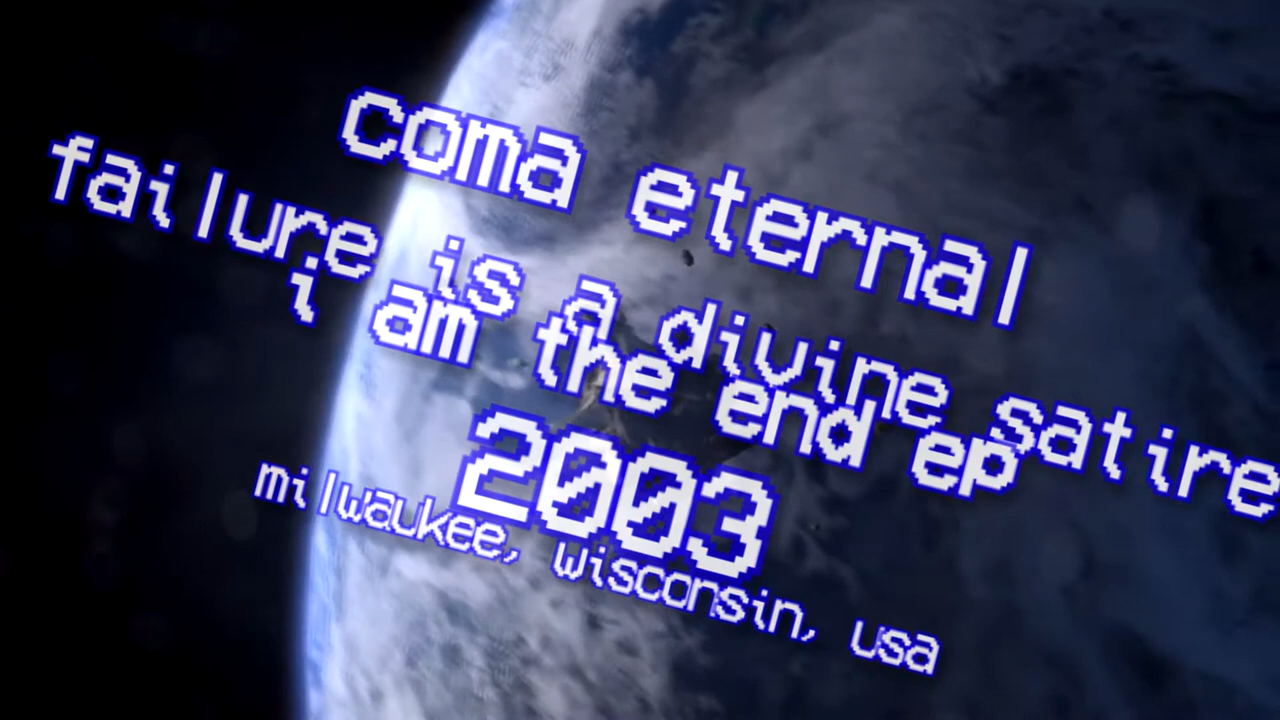 coma eternal
failure is a divine satire
i am the end ep
2003
milwaukee, wisconsin, usa